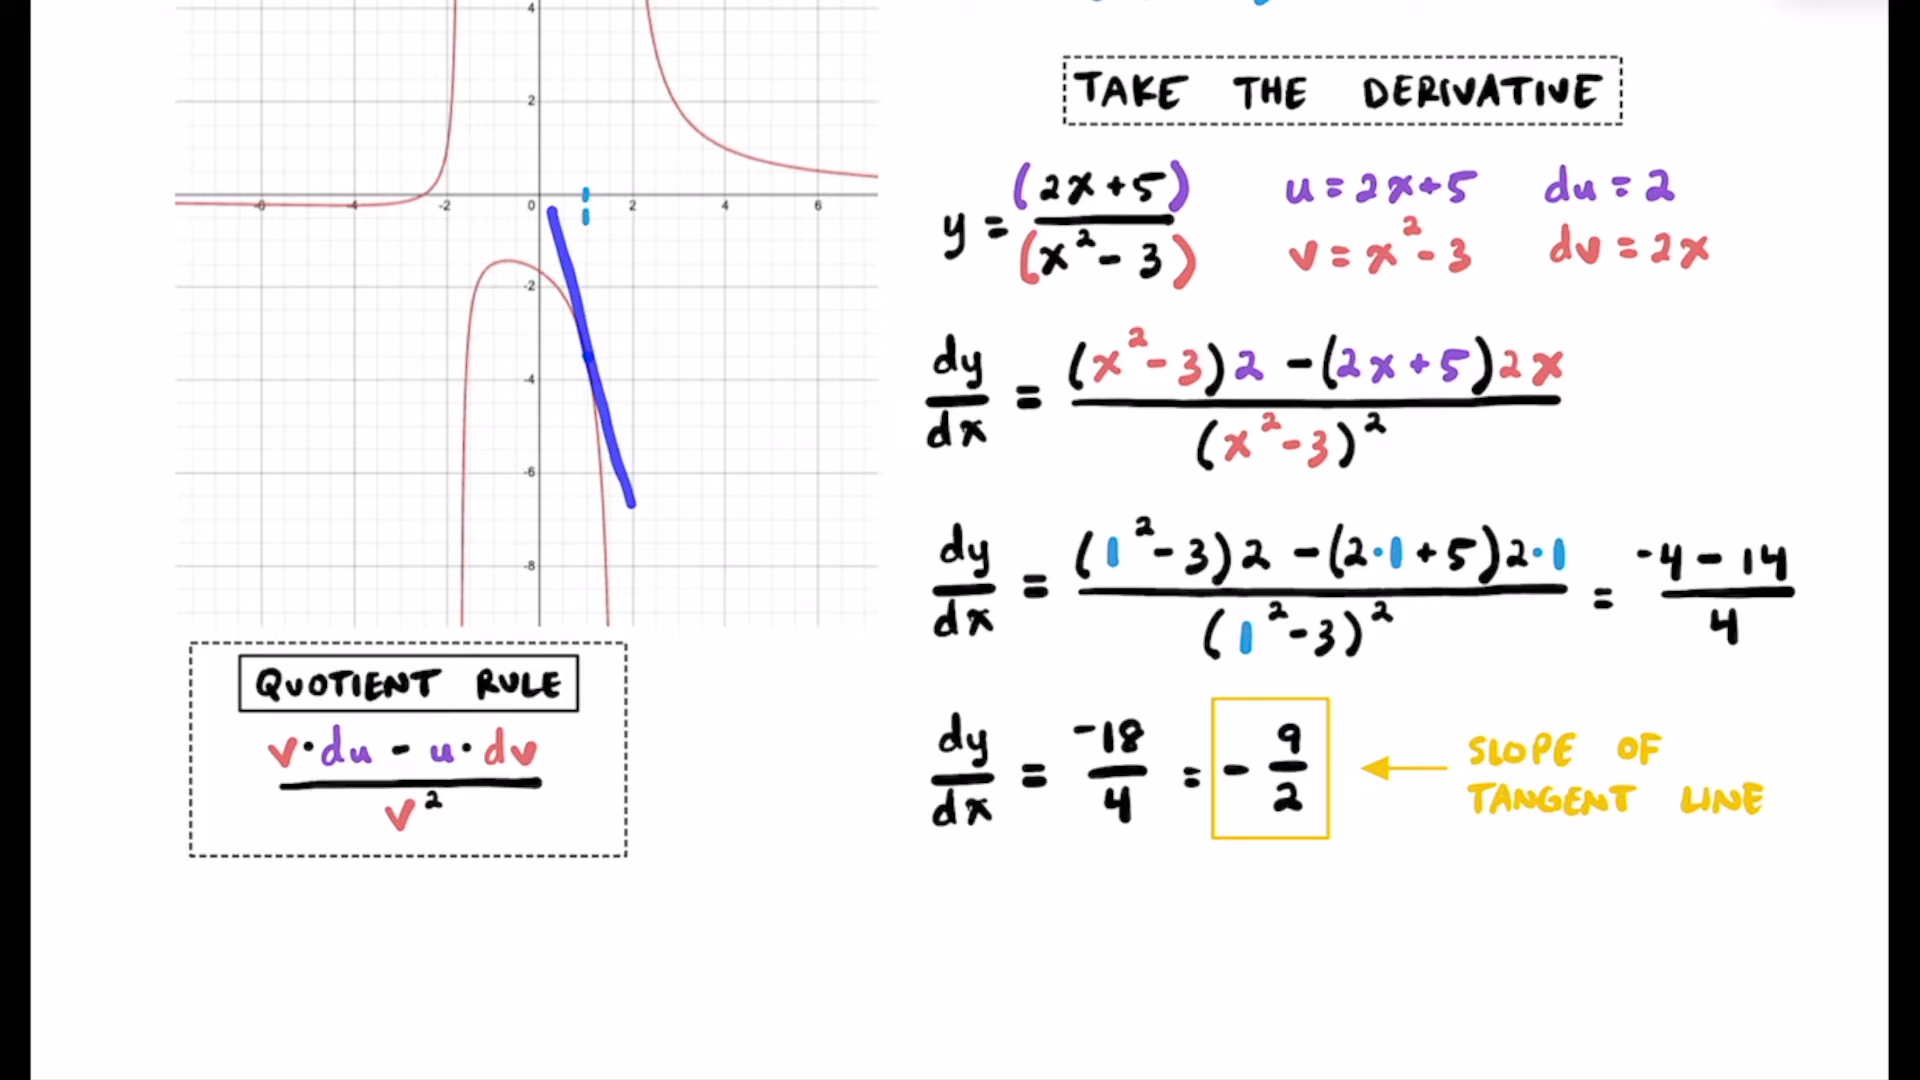 4
2
-6 -4 -2 0 2 4 6
-2
-4
-6
-8
QUOTIENT RULE
v·du - u·dv
v²
TAKE THE DERIVATIVE
y = (2x+5) u = 2x+5 du = 2
(x²-3) v = x²-3 dv = 2x
dy/dx = (x²-3)2 -(2x+5)2x
(x²-3)²
dy/dx = (1²-3)2 -(2·1+5)2·1 = -4-14
(1²-3)² 4
dy/dx = -18/4 = -9/2 ← SLOPE OF
TANGENT LINE